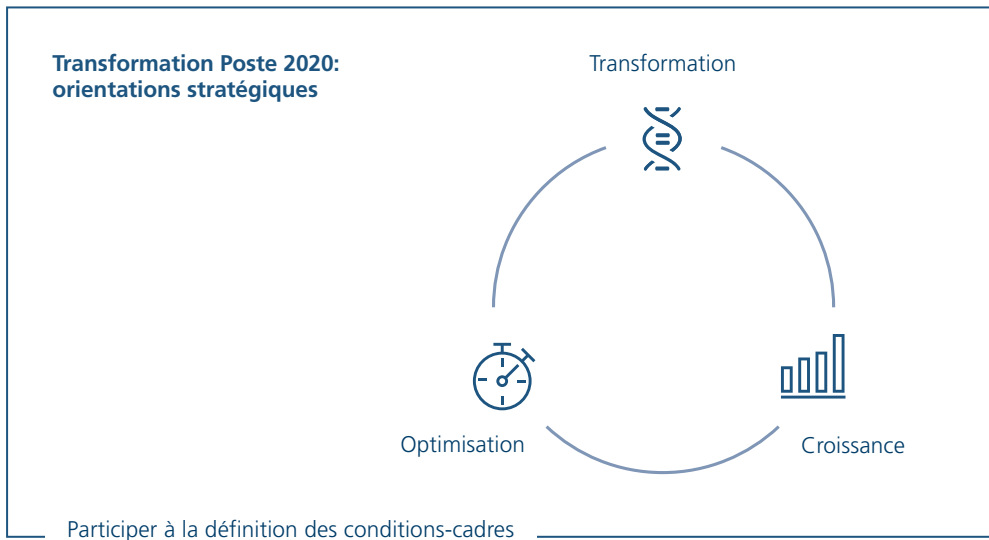 Transformation Poste 2020:
orientations stratégiques
Transformation
Optimisation
Croissance
Participer à la définition des conditions-cadres